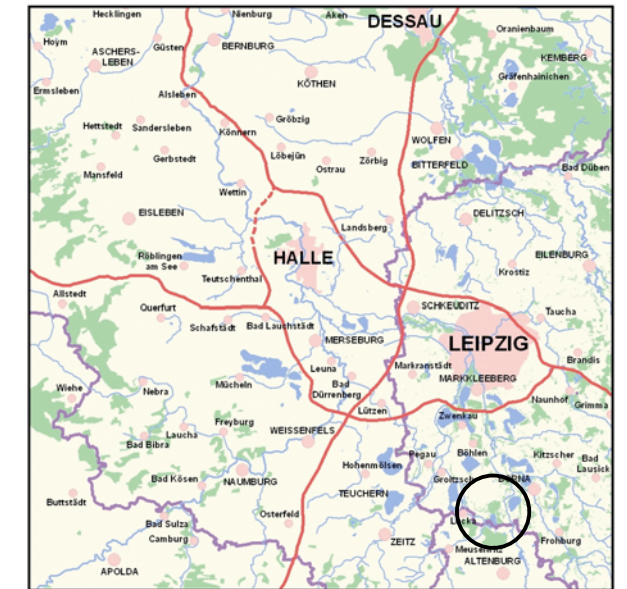 Hecklingen
Nienburg
Aken
DESSAU
Oranienbaum
Hoym
Güsten
BERNBURG
ASCHERS-
LEBEN
KEMBERG
Gräfenhainichen
Ermsleben
Alsleben
KÖTHEN
Hettstedt
Sandersleben
Könnern
Gröbzig
WOLFEN
Gerbstedt
Löbejün
Ostrau
Zörbig
BITTERFELD
Mansfeld
Bad Düben
Wettin
EISLEBEN
Landsberg
DELITZSCH
Röblingen
am See
HALLE
EILENBURG
Teutschenthal
Krostiz
Allstedt
Querfurt
SCHKEUDITZ
Taucha
Schafstädt
Bad Lauchstädt
MERSEBURG
LEIPZIG
Brandis
Leuna
Markranstädt
MARKKLEEBERG
Wiehe
Nebra
Mücheln
Bad
Dürrenberg
Naunhof
Grimma
Lützen
Zwenkau
Freyburg
Laucha
WEISSENFELS
Bad Bibra
Pegau
Böhlen
Kitzscher
Bad
Lausick
Hohenmölsen
Bad Kösen
NAUMBURG
Groitzsch
BORNA
TEUCHERN
Buttstädt
Osterfeld
Lucka
Bad Sulza
Camburg
ZEITZ
Frohburg
Meuselwitz
ALTENBURG
APOLDA